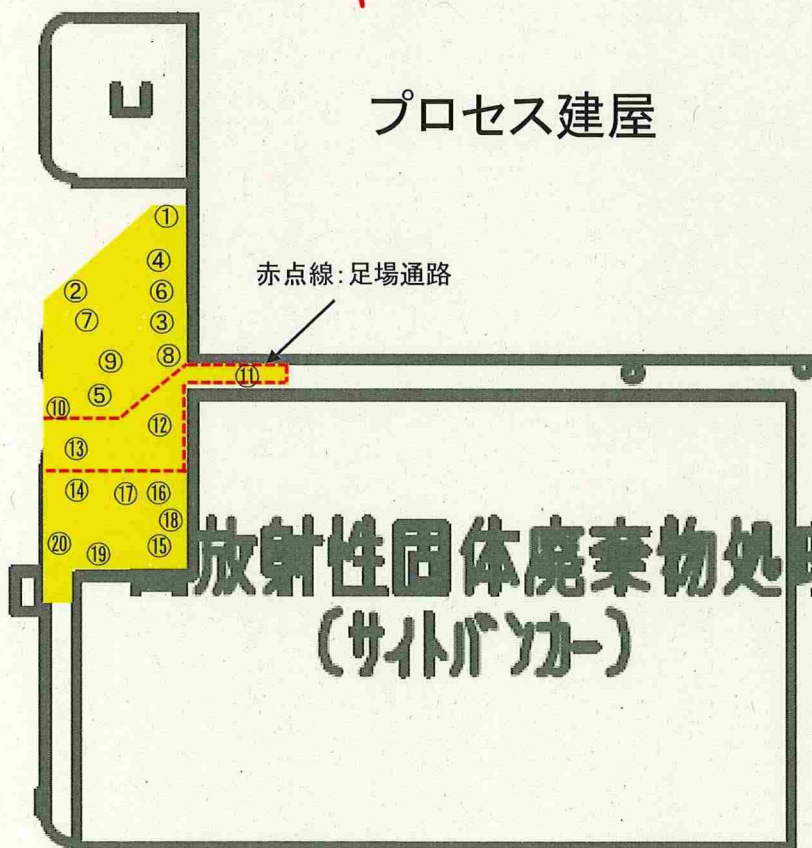 プロセス建屋
①
④
赤点線:足場通路
② ⑥
⑦ ③
⑨ ⑧
⑪
⑤
⑩ ⑫
⑬
⑭ ⑰ ⑯
⑱
⑳ ⑲ ⑮
放射性固体廃棄物処
(サイトバンカー)